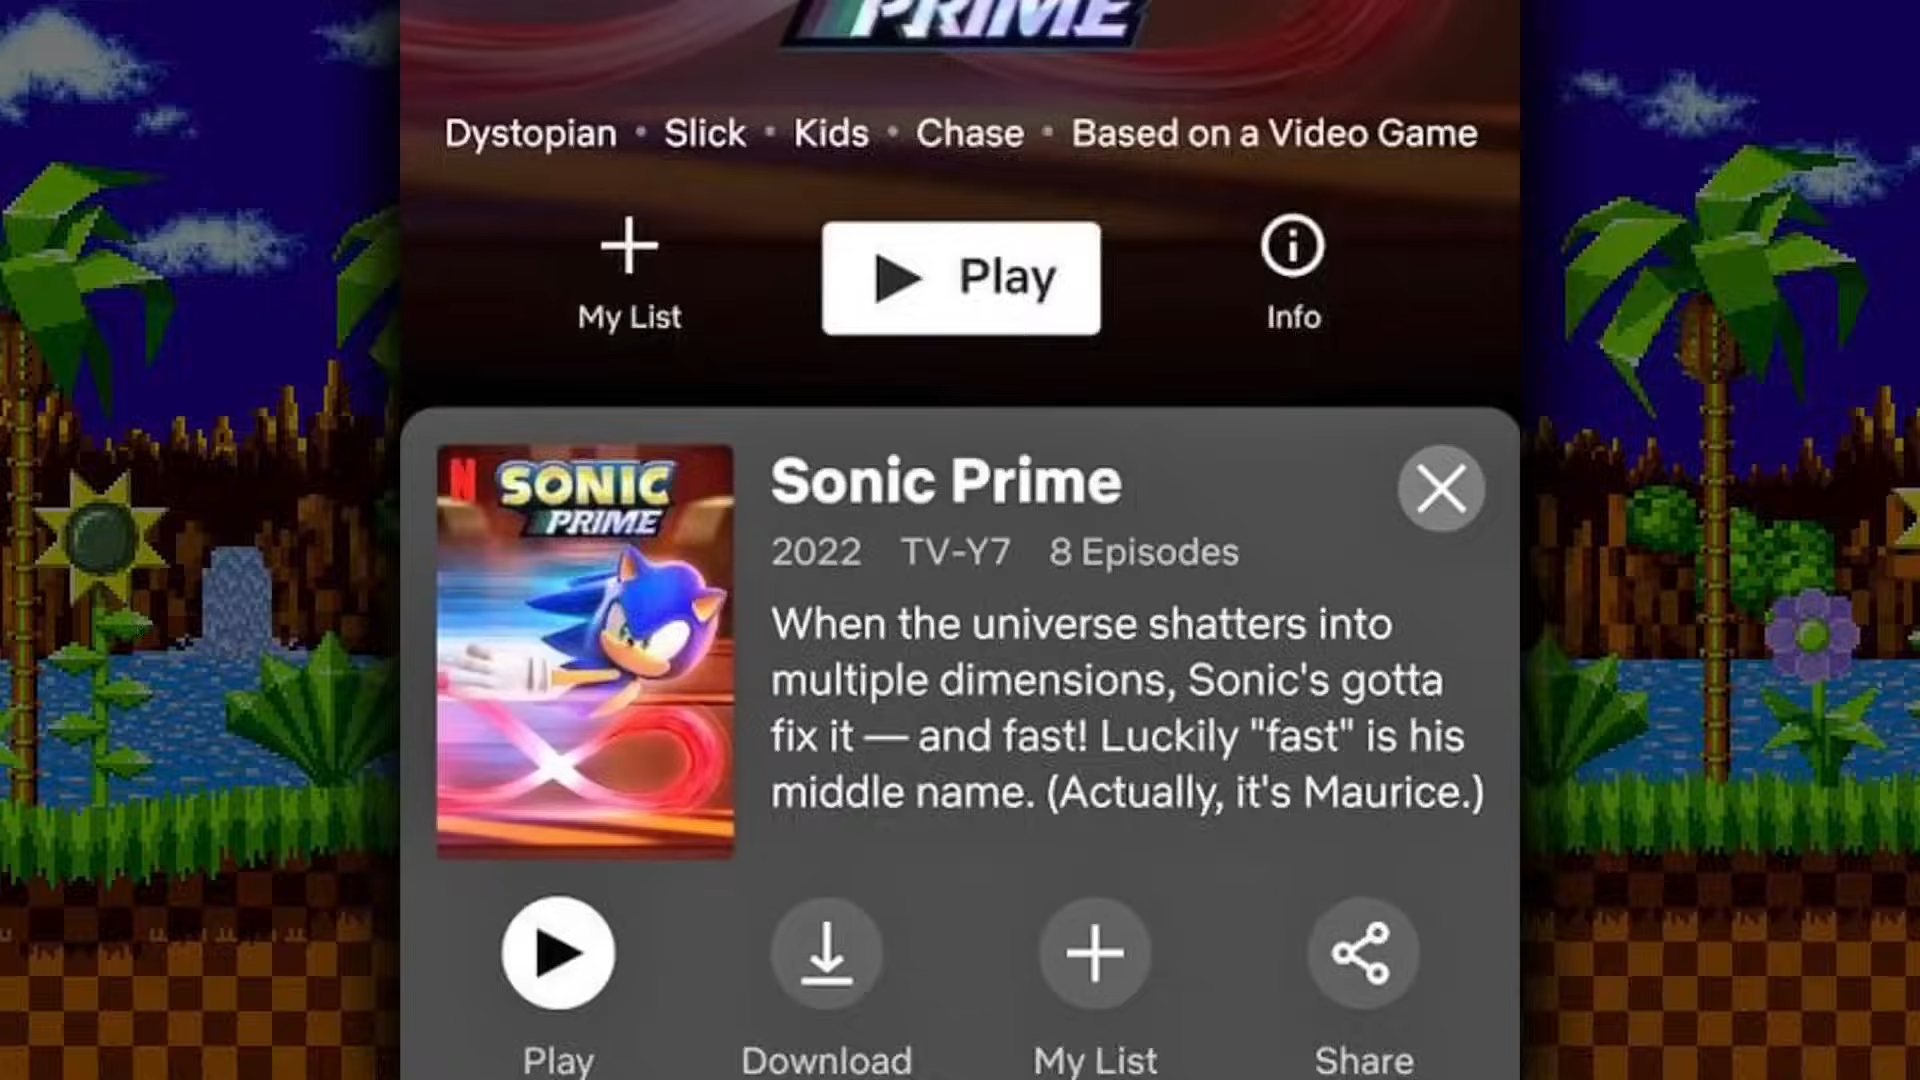 PRIME
Dystopian • Slick • Kids • Chase • Based on a Video Game
My List
Play
Info
N SONIC
PRIME
Sonic Prime
2022 TV-Y7 8 Episodes
When the universe shatters into
multiple dimensions, Sonic's gotta
fix it — and fast! Luckily "fast" is his
middle name. (Actually, it's Maurice.)
Play
Download
My List
Share